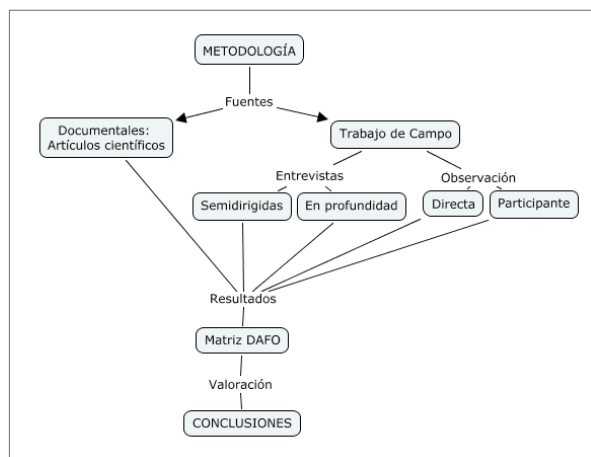 METODOLOGÍA
Fuentes
Documentales:
Artículos científicos
Trabajo de Campo
Entrevistas
Observación
Semidirigidas
En profundidad
Directa
Participante
Resultados
Matriz DAFO
Valoración
CONCLUSIONES